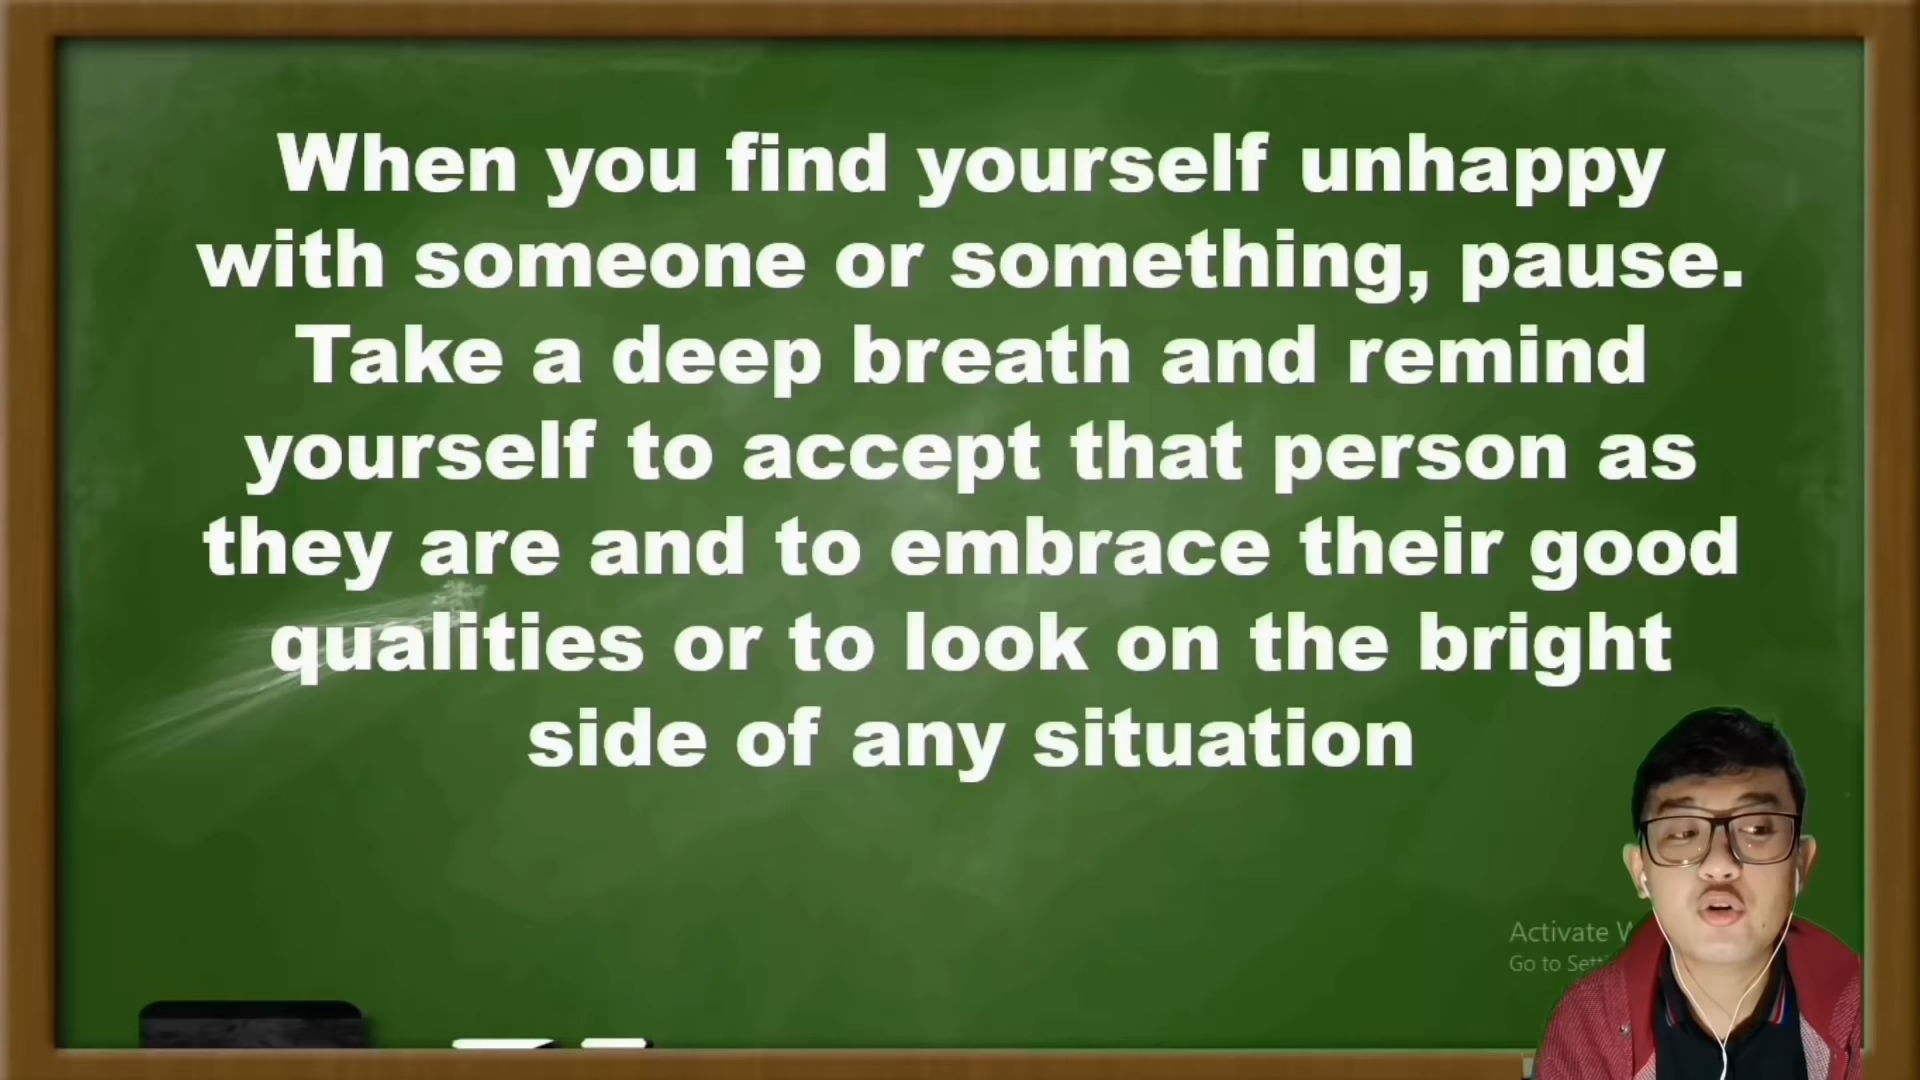 When you find yourself unhappy
with someone or something, pause.
Take a deep breath and remind
yourself to accept that person as
they are and to embrace their good
qualities or to look on the bright
side of any situation
Activate
Go to